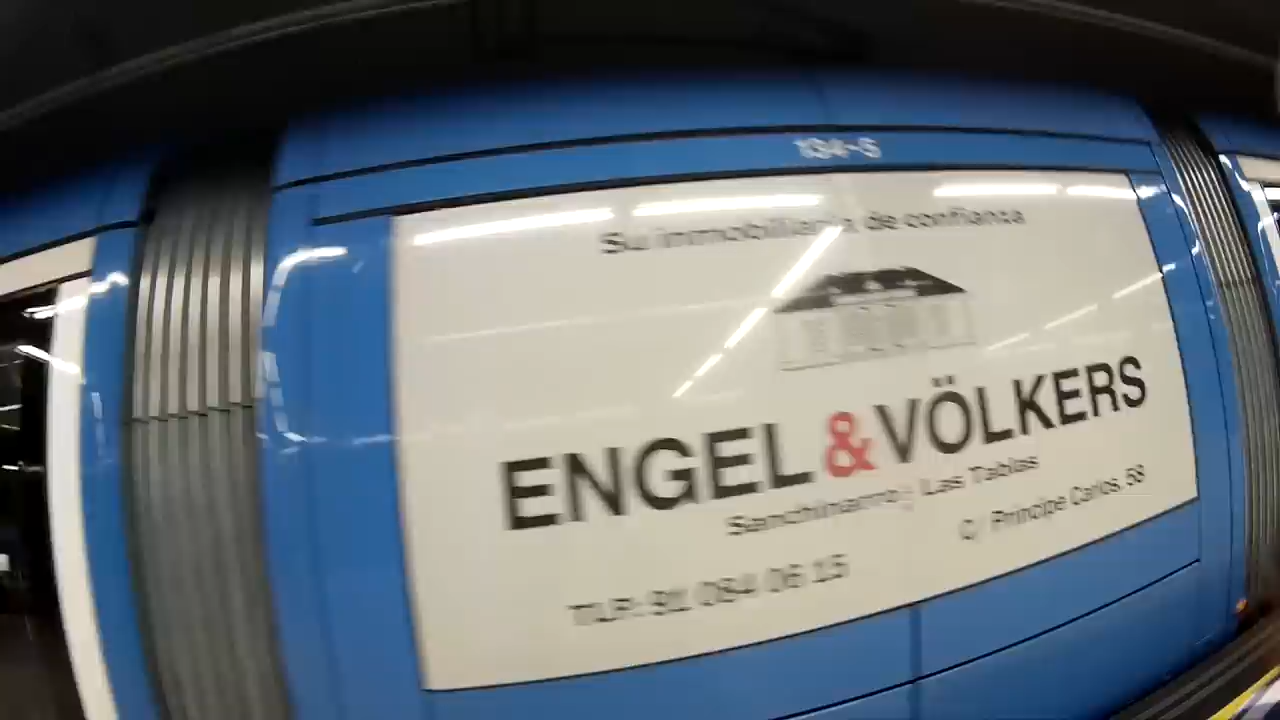 134-S
Su inmobiliaria de confianza
ENGEL & VÖLKERS
Sanchinarro | Las Tablas
C/ Príncipe Carlos, 58
TLF: 91 084 06 15